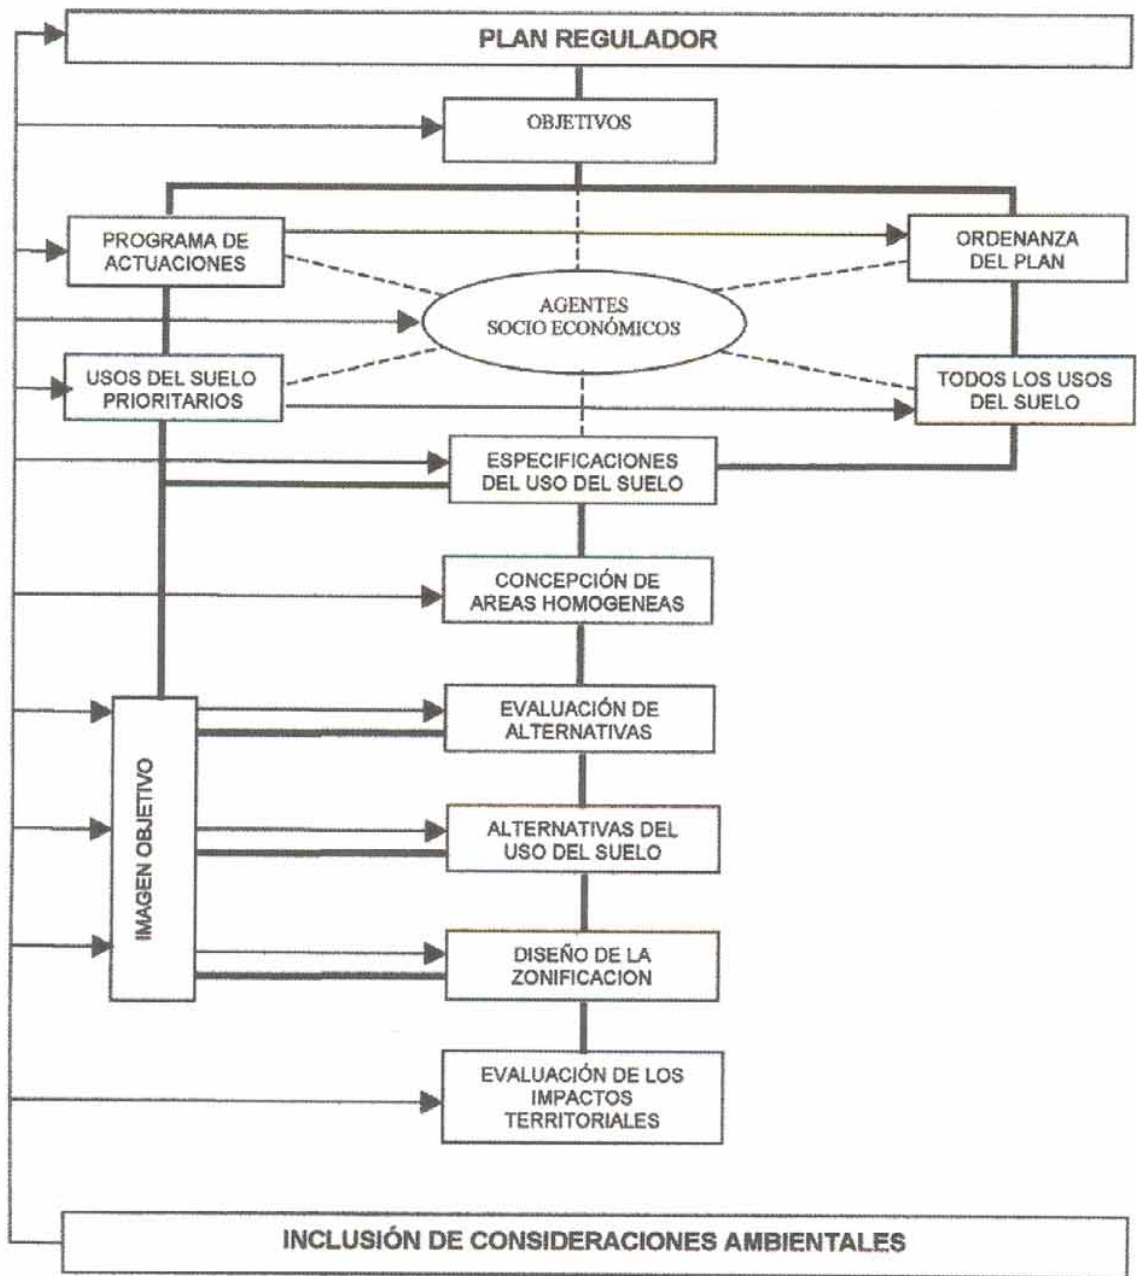 PLAN REGULADOR
OBJETIVOS
PROGRAMA DE
ACTUACIONES
ORDENANZA
DEL PLAN
AGENTES
SOCIO ECONÓMICOS
USOS DEL SUELO
PRIORITARIOS
TODOS LOS USOS
DEL SUELO
ESPECIFICACIONES
DEL USO DEL SUELO
CONCEPCIÓN DE
AREAS HOMOGENEAS
IMAGEN OBJETIVO
EVALUACIÓN DE
ALTERNATIVAS
ALTERNATIVAS DEL
USO DEL SUELO
DISEÑO DE LA
ZONIFICACION
EVALUACIÓN DE LOS
IMPACTOS
TERRITORIALES
INCLUSIÓN DE CONSIDERACIONES AMBIENTALES